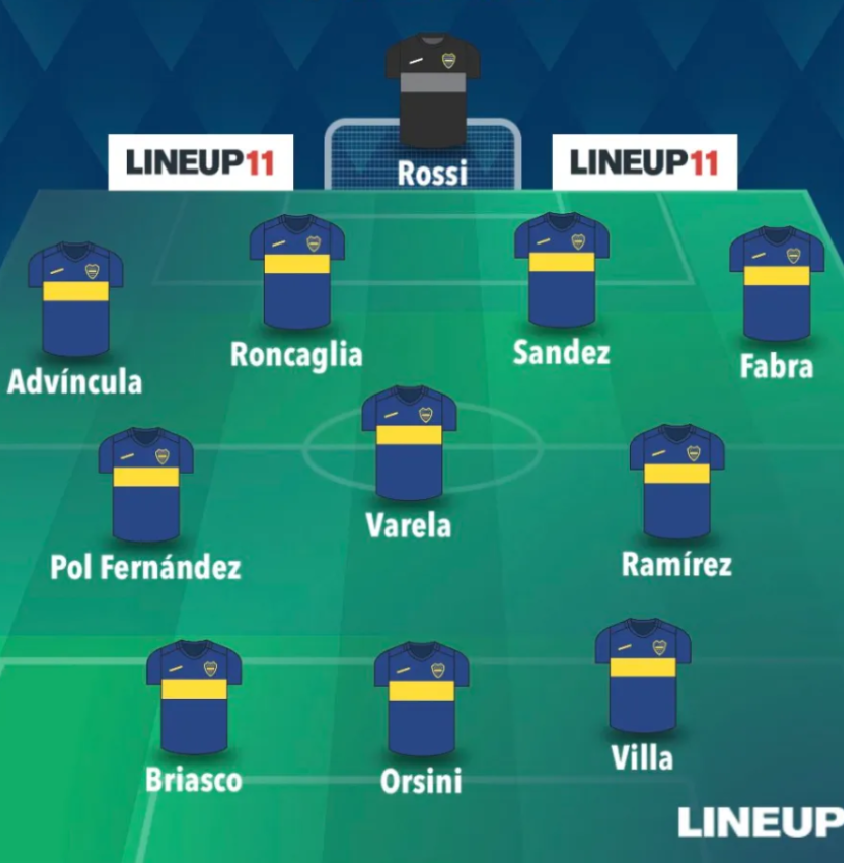 LINEUP11
LINEUP11
Rossi
Advíncula
Roncaglia
Sandez
Fabra
Pol Fernández
Varela
Ramírez
Briasco
Orsini
Villa
LINEUP